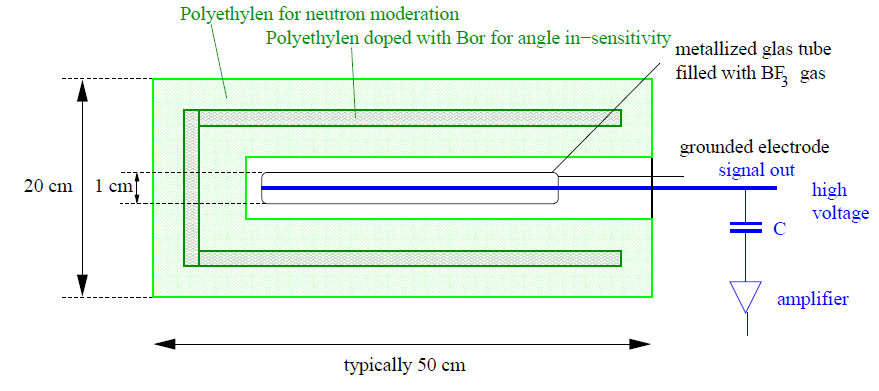 Polyethylen for neutron moderation
Polyethylen doped with Bor for angle in−sensitivity
metallized glas tube
filled with BF3 gas
grounded electrode
signal out
20 cm
1 cm
high
voltage
C
amplifier
typically 50 cm